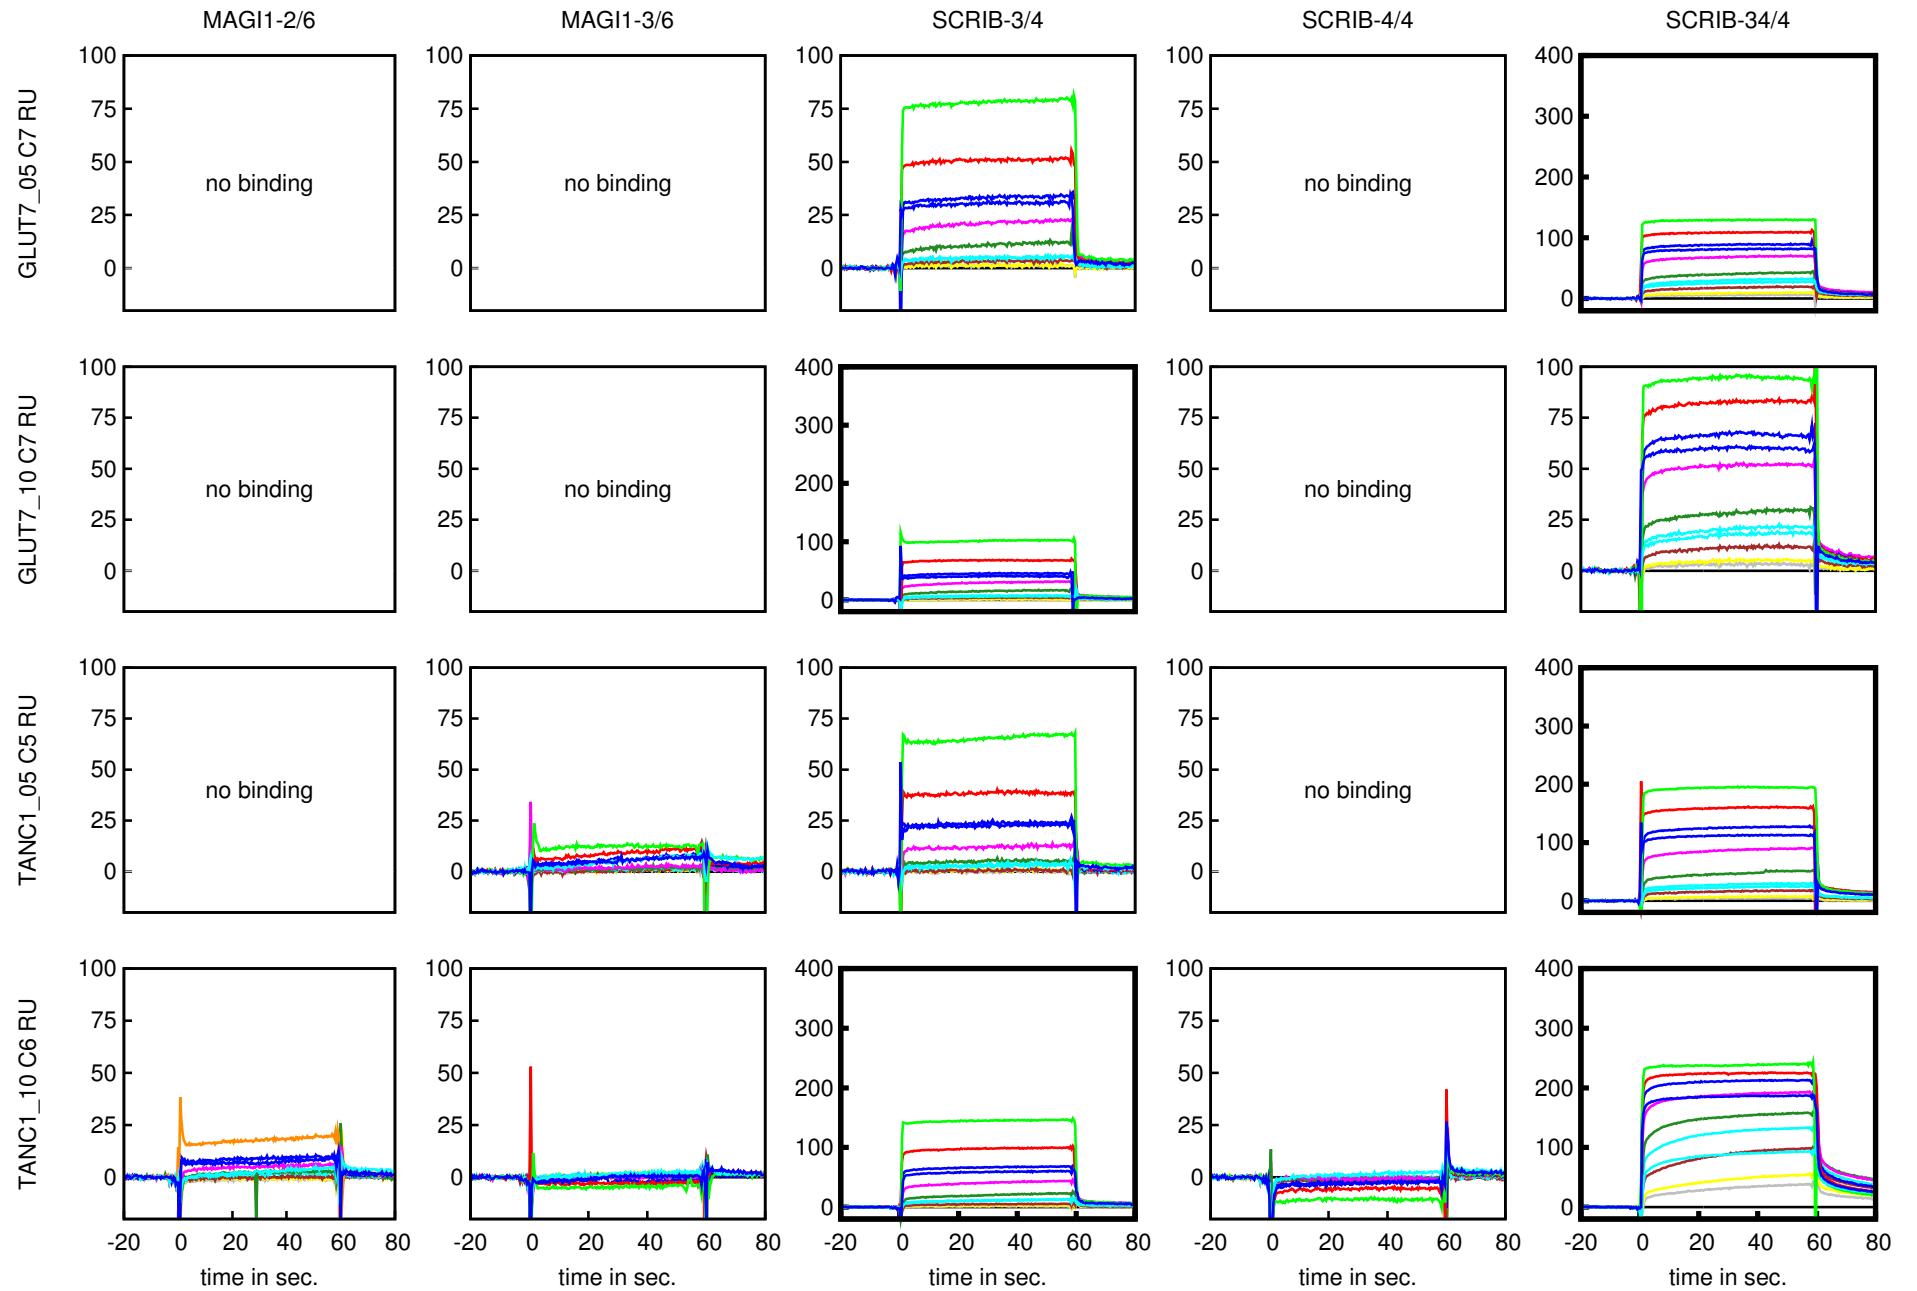 MAGI1-2/6 MAGI1-3/6 SCRIB-3/4 SCRIB-4/4 SCRIB-34/4
GLUT7_05 C7 RU
100 100 100 100 400
75 75 75 75 300
50 50 50 50 200
25 25 25 25 100
0 0 0 0 0
no binding no binding no binding
GLUT7_10 C7 RU
100 100 400 100 100
75 75 300 75 75
50 50 200 50 50
25 25 100 25 25
0 0 0 0 0
no binding no binding no binding
TANC1_05 C5 RU
100 100 100 100 400
75 75 75 75 300
50 50 50 50 200
25 25 25 25 100
0 0 0 0 0
no binding no binding
TANC1_10 C6 RU
100 100 400 100 400
75 75 300 75 300
50 50 200 50 200
25 25 100 25 100
0 0 0 0 0
-20 0 20 40 60 80 -20 0 20 40 60 80 -20 0 20 40 60 80 -20 0 20 40 60 80 -20 0 20 40 60 80
time in sec. time in sec. time in sec. time in sec. time in sec.